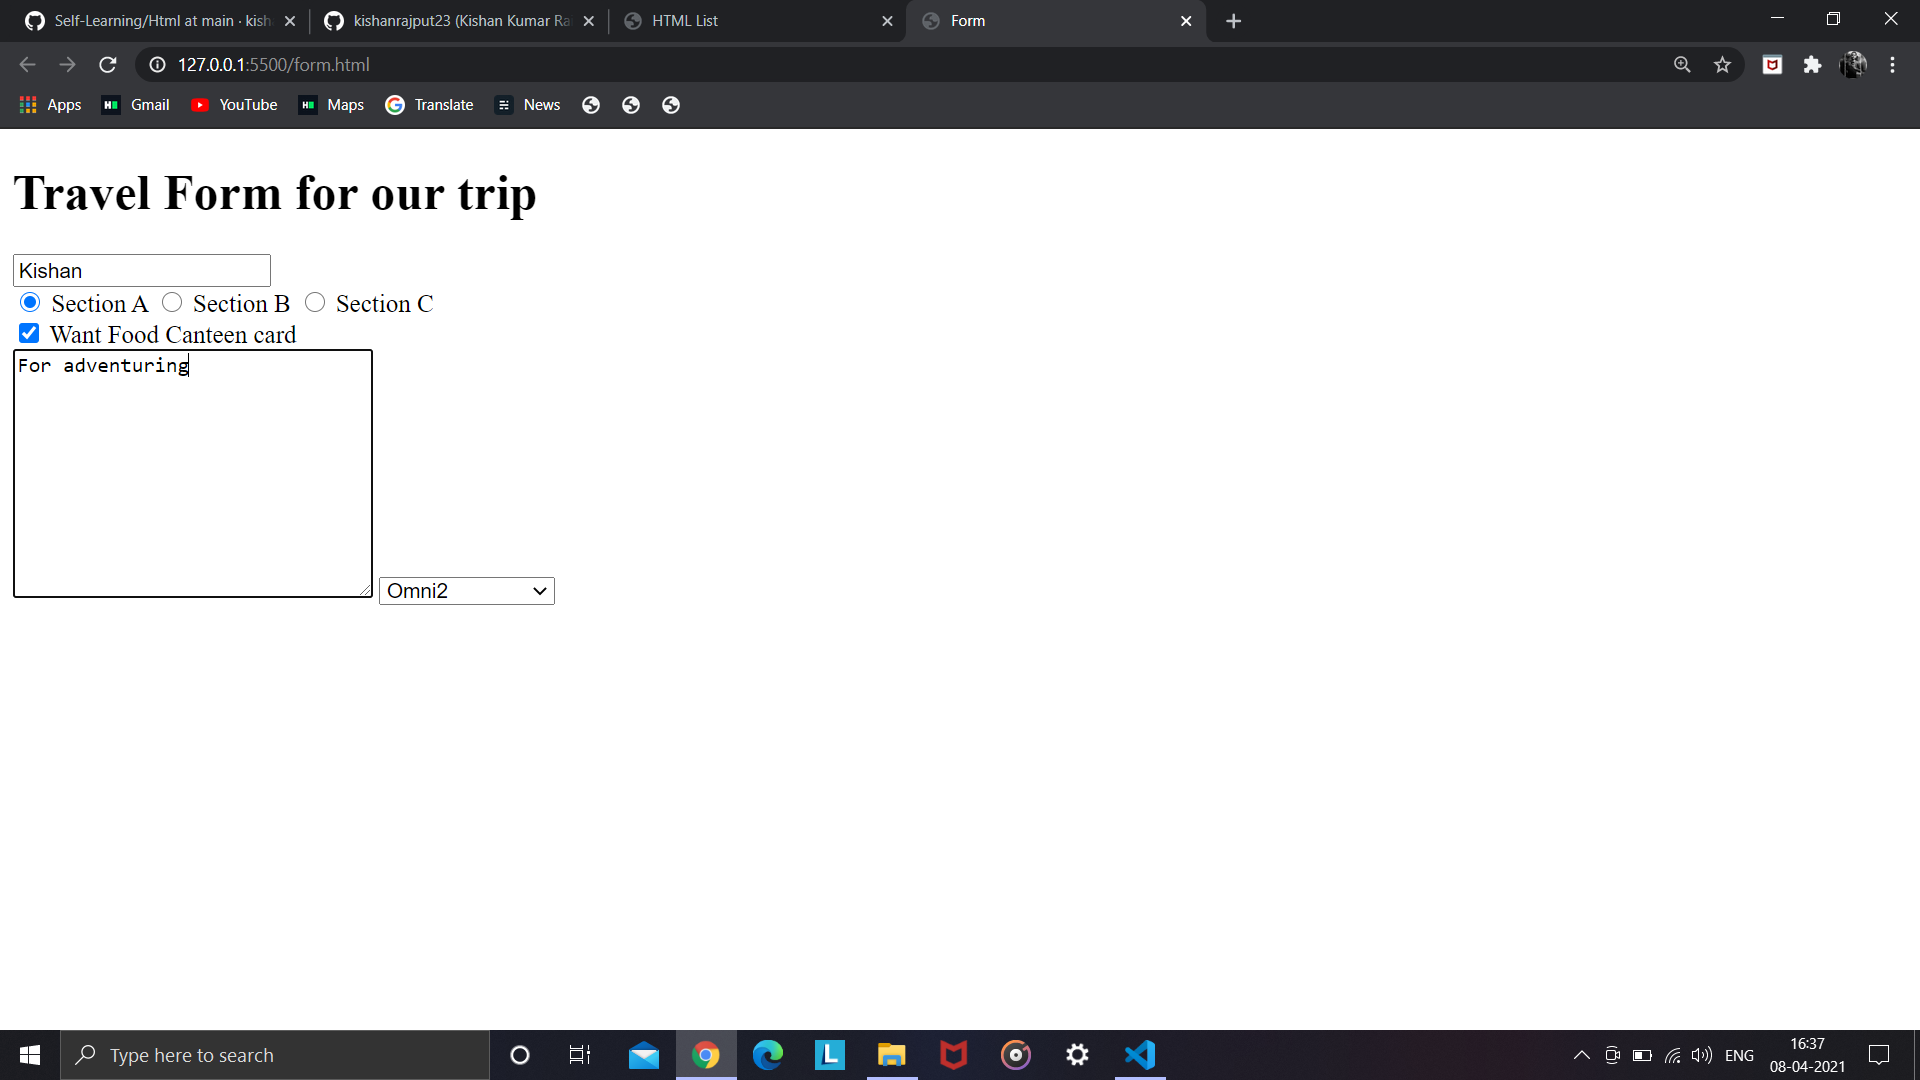 Self-Learning/Html at main · kish
kishanrajput23 (Kishan Kumar Ra
HTML List
Form
127.0.0.1:5500/form.html
Apps
Gmail
YouTube
Maps
Translate
News
Travel Form for our trip
Kishan
Section A Section B Section C
Want Food Canteen card
For adventuring
Omni2
Type here to search
ENG
16:37
08-04-2021